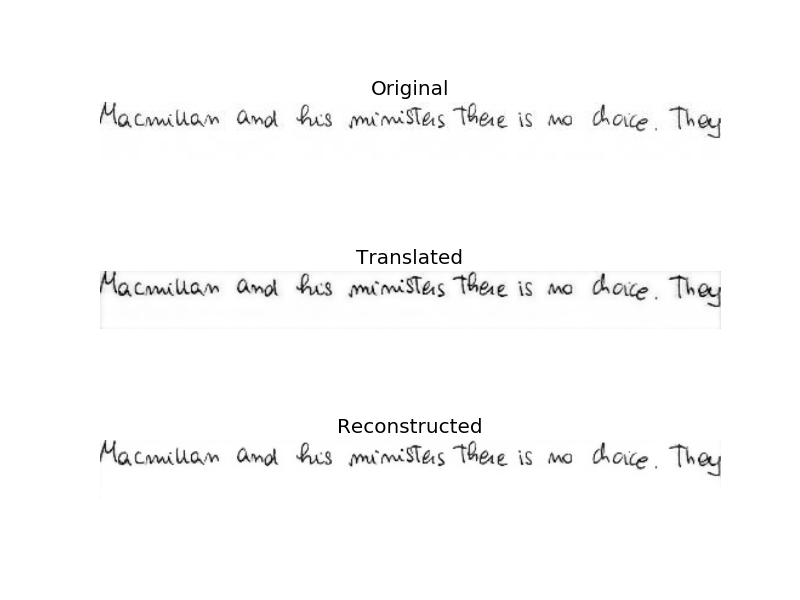 Original
Macmillan and his ministers there is no choice. They
Translated
Macmillan and his ministers there is no choice. They
Reconstructed
Macmillan and his ministers there is no choice. They